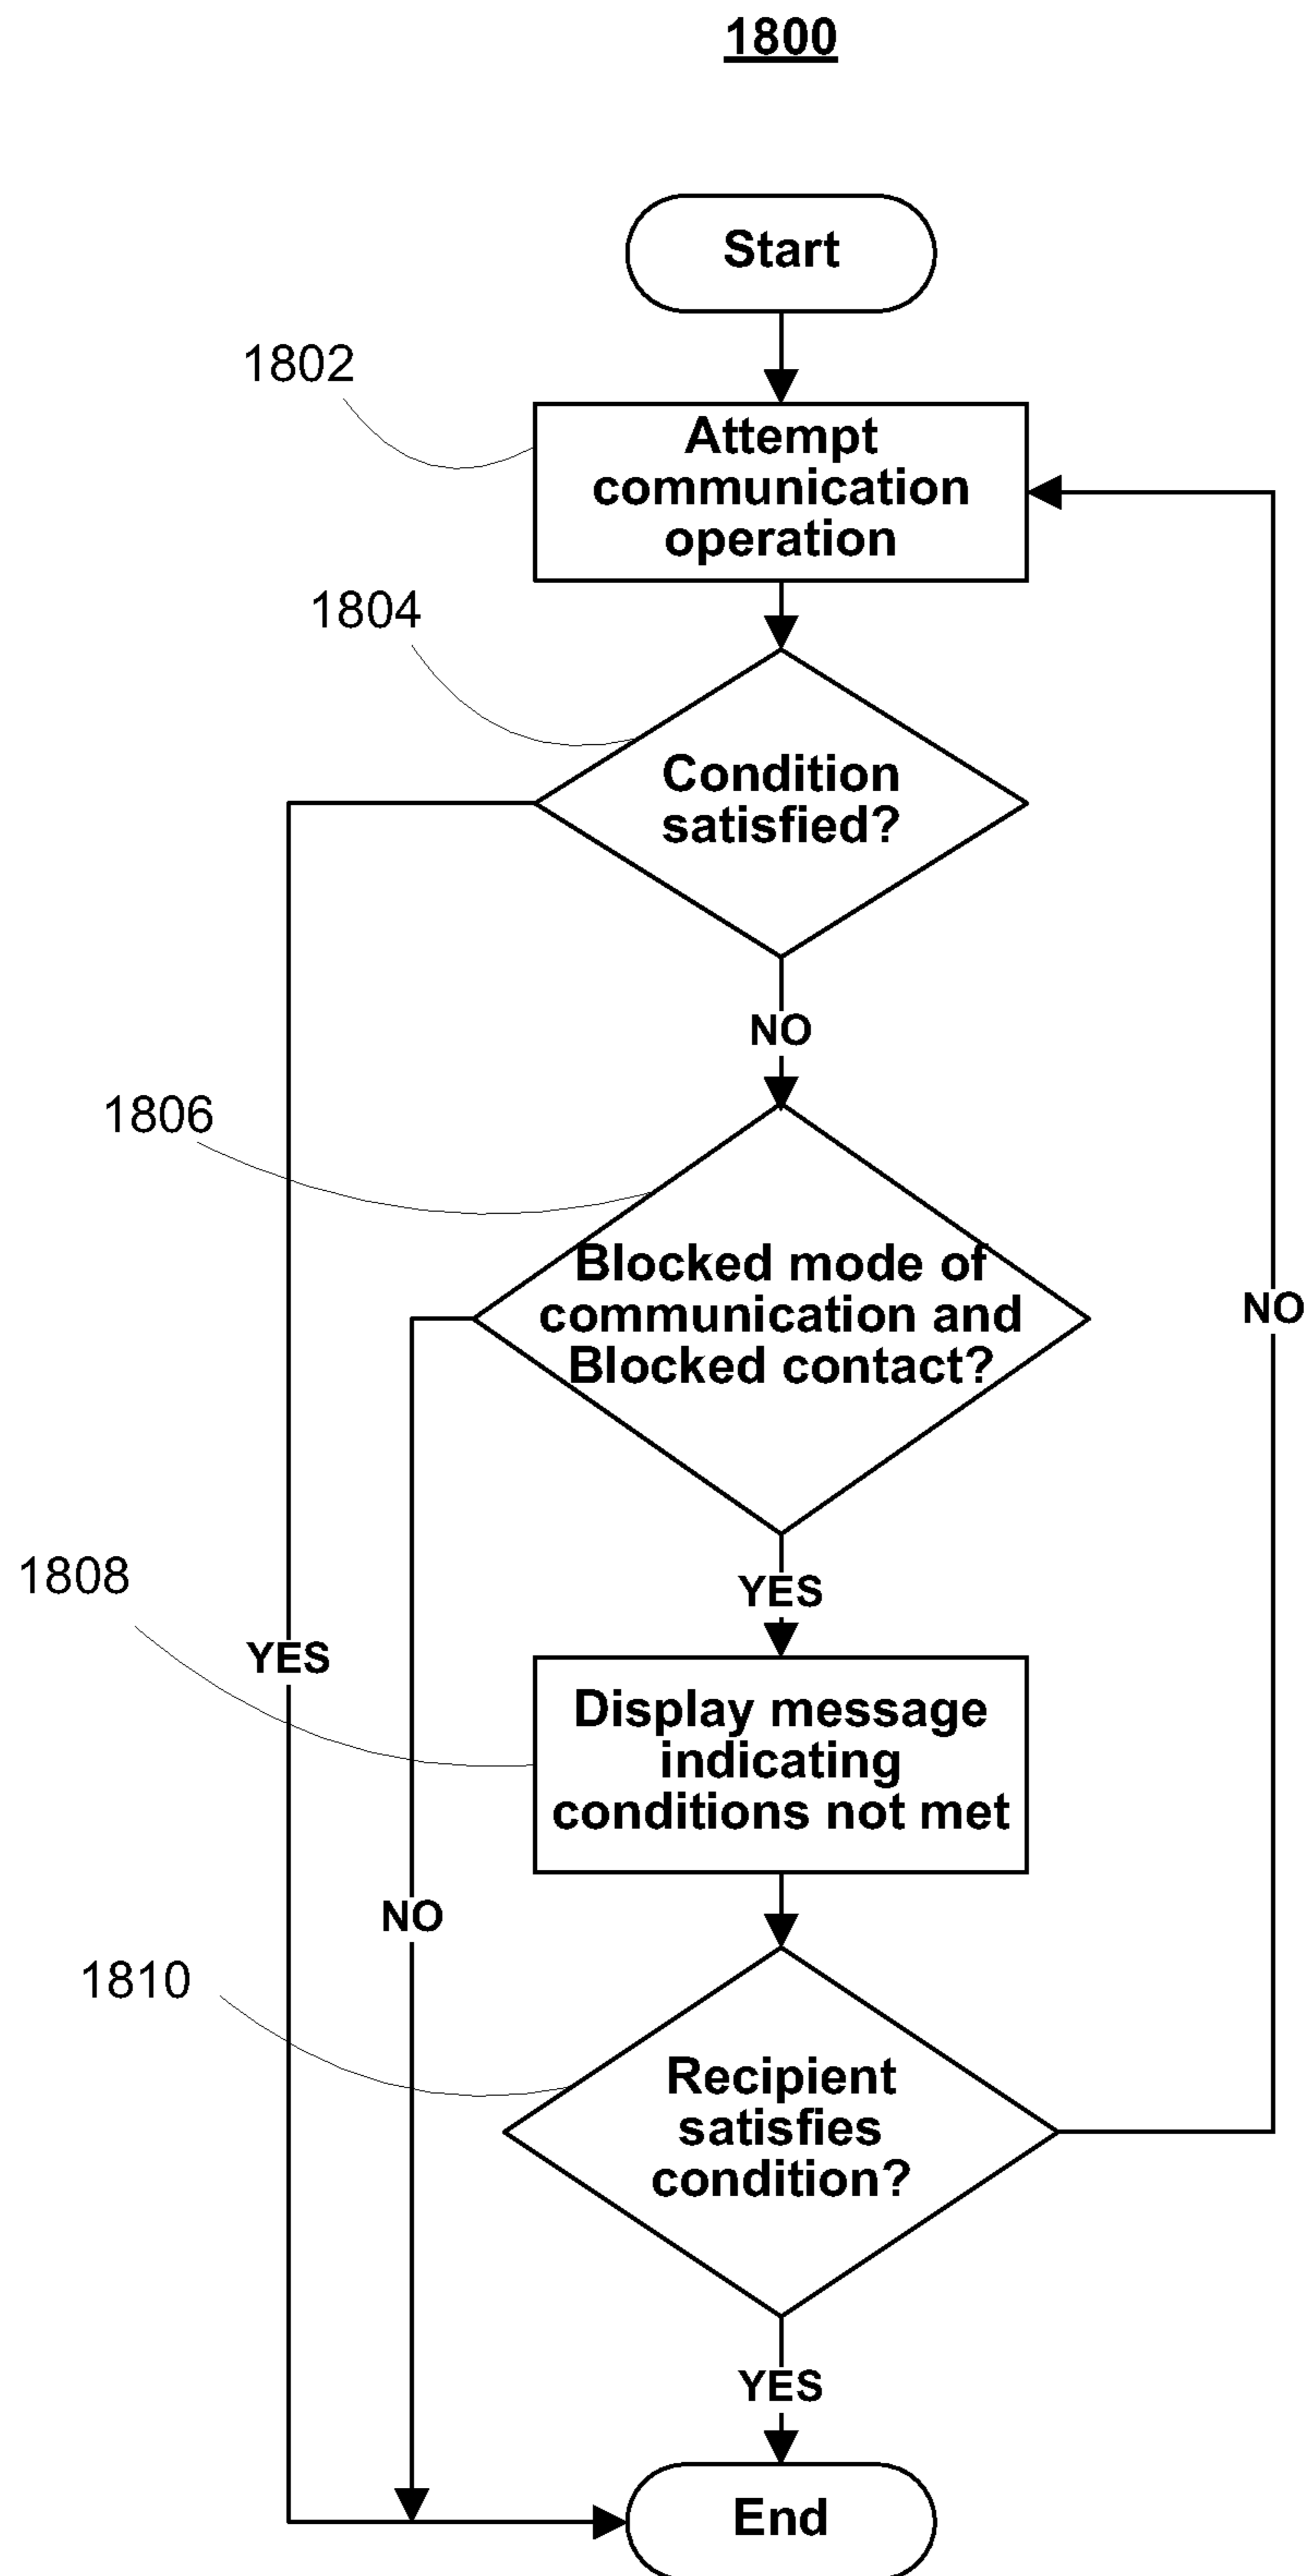 1800
Start
1802
Attempt
communication
operation
1804
Condition
satisfied?
NO
1806
Blocked mode of
communication and
Blocked contact?
NO
1808
YES
YES
Display message
indicating
conditions not met
NO
1810
Recipient
satisfies
condition?
YES
End